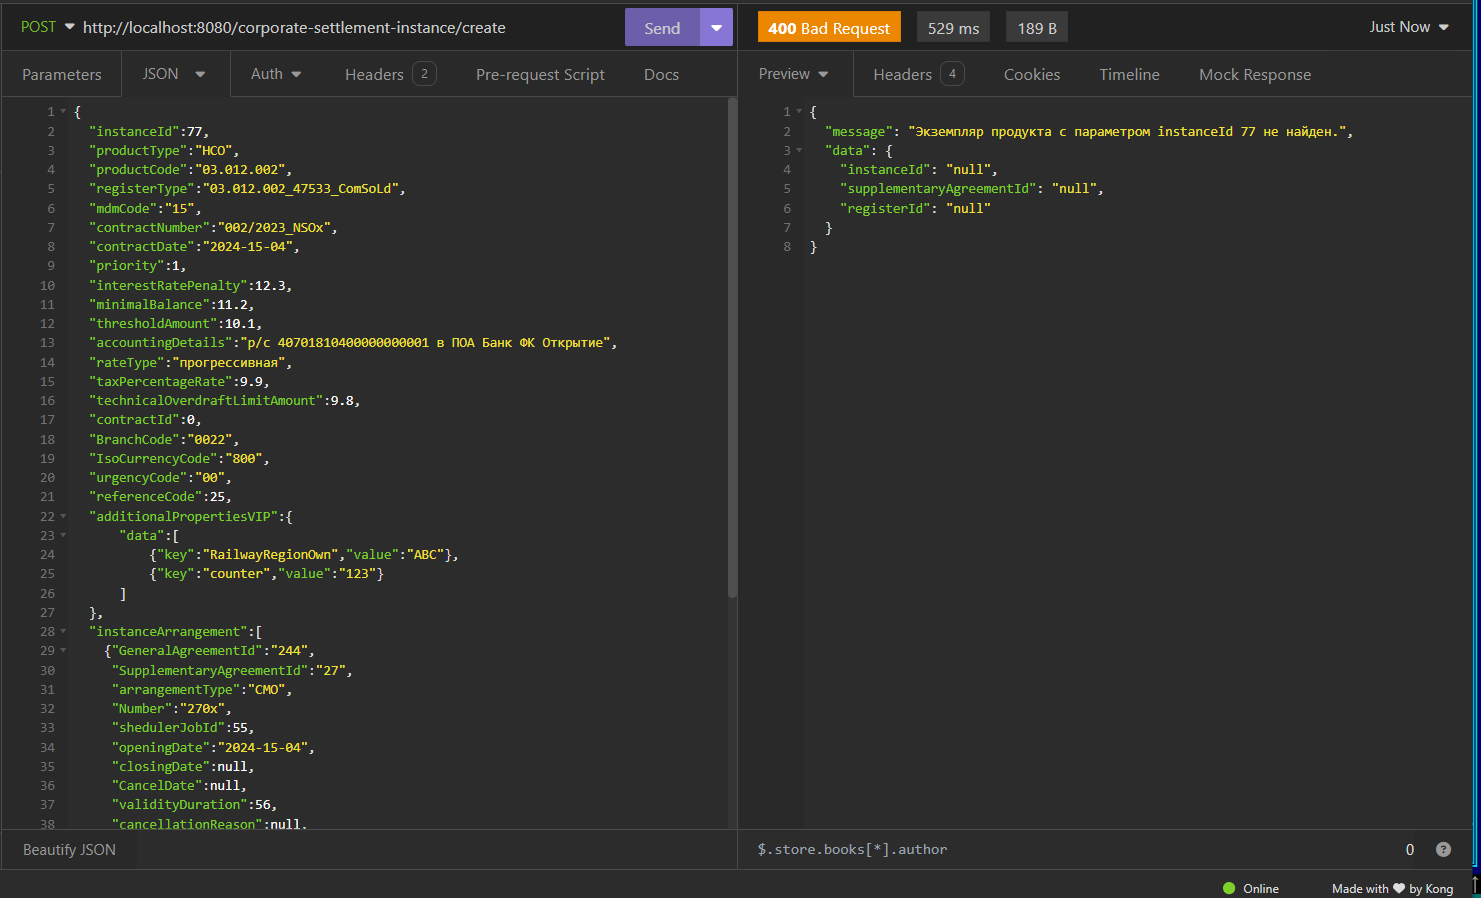 POST http://localhost:8080/corporate-settlement-instance/create Send
400 Bad Request 529 ms 189 B Just Now
Parameters JSON Auth Headers 2 Pre-request Script Docs
Preview Headers 4 Cookies Timeline Mock Response
1 {
2 "instanceId":77,
3 "productType":"НСО",
4 "productCode":"03.012.002",
5 "registerType":"03.012.002_47533_ComSoLd",
6 "mdmCode":"15",
7 "contractNumber":"002/2023_NSOx",
8 "contractDate":"2024-15-04",
9 "priority":1,
10 "interestRatePenalty":12.3,
11 "minimalBalance":11.2,
12 "thresholdAmount":10.1,
13 "accountingDetails":"р/с 40701810400000000001 в ПОА Банк ФК Открытие",
14 "rateType":"прогрессивная",
15 "taxPercentageRate":9.9,
16 "technicalOverdraftLimitAmount":9.8,
17 "contractId":0,
18 "BranchCode":"0022",
19 "IsoCurrencyCode":"800",
20 "urgencyCode":"00",
21 "referenceCode":25,
22 "additionalPropertiesVIP":{
23 "data":[
24 {"key":"RailwayRegionOwn","value":"ABC"},
25 {"key":"counter","value":"123"}
26 ]
27 },
28 "instanceArrangement":[
29 {"GeneralAgreementId":"244",
30 "SupplementaryAgreementId":"27",
31 "arrangementType":"СМО",
32 "Number":"270x",
33 "shedulerJobId":55,
34 "openingDate":"2024-15-04",
35 "closingDate":null,
36 "CancelDate":null,
37 "validityDuration":56,
38 "cancellationReason":null,
1 {
2 "message": "Экземпляр продукта с параметром instanceId 77 не найден.",
3 "data": {
4 "instanceId": "null",
5 "supplementaryAgreementId": "null",
6 "registerId": "null"
7 }
8 }
Beautify JSON
$.store.books[*].author 0 ?
Online Made with ❤ by Kong